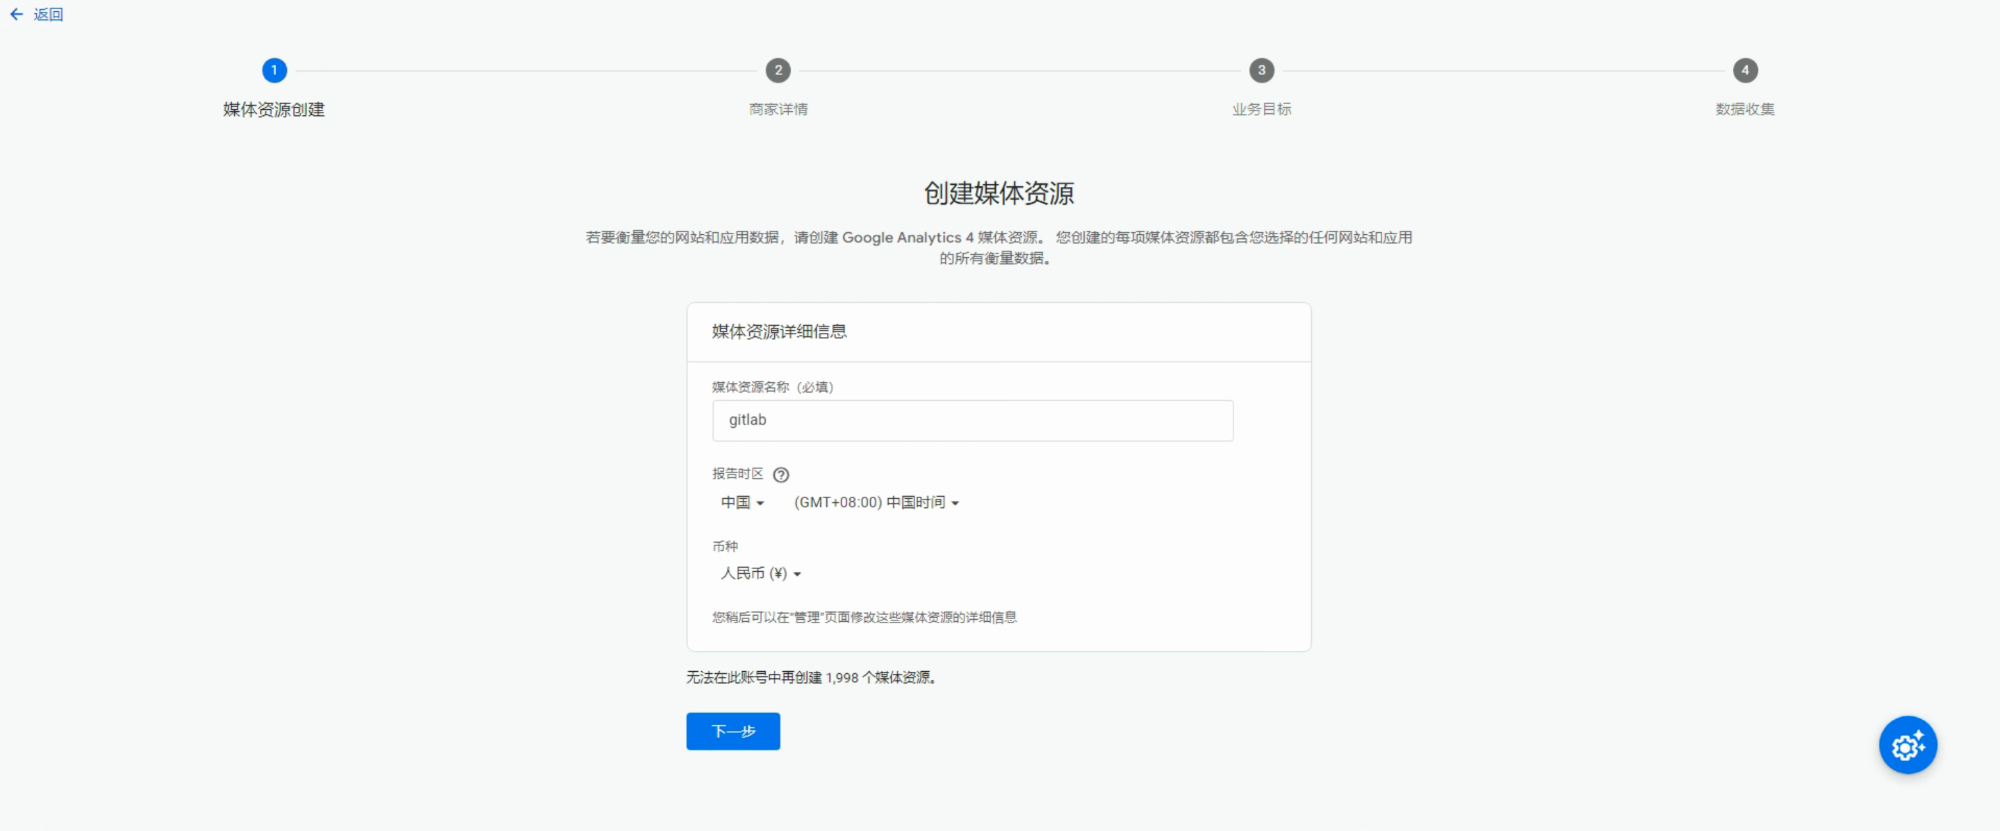 返回
1
2
3
4
媒体资源创建
商家详情
业务目标
数据收集
创建媒体资源
若要衡量您的网站和应用数据，请创建 Google Analytics 4 媒体资源。 您创建的每项媒体资源都包含您选择的任何网站和应用
的所有衡量数据。
媒体资源详细信息
媒体资源名称（必填）
gitlab
报告时区
中国 (GMT+08:00) 中国时间
币种
人民币 (¥)
您稍后可以在"管理"页面修改这些媒体资源的详细信息
无法在此账号中再创建 1,998 个媒体资源。
下一步